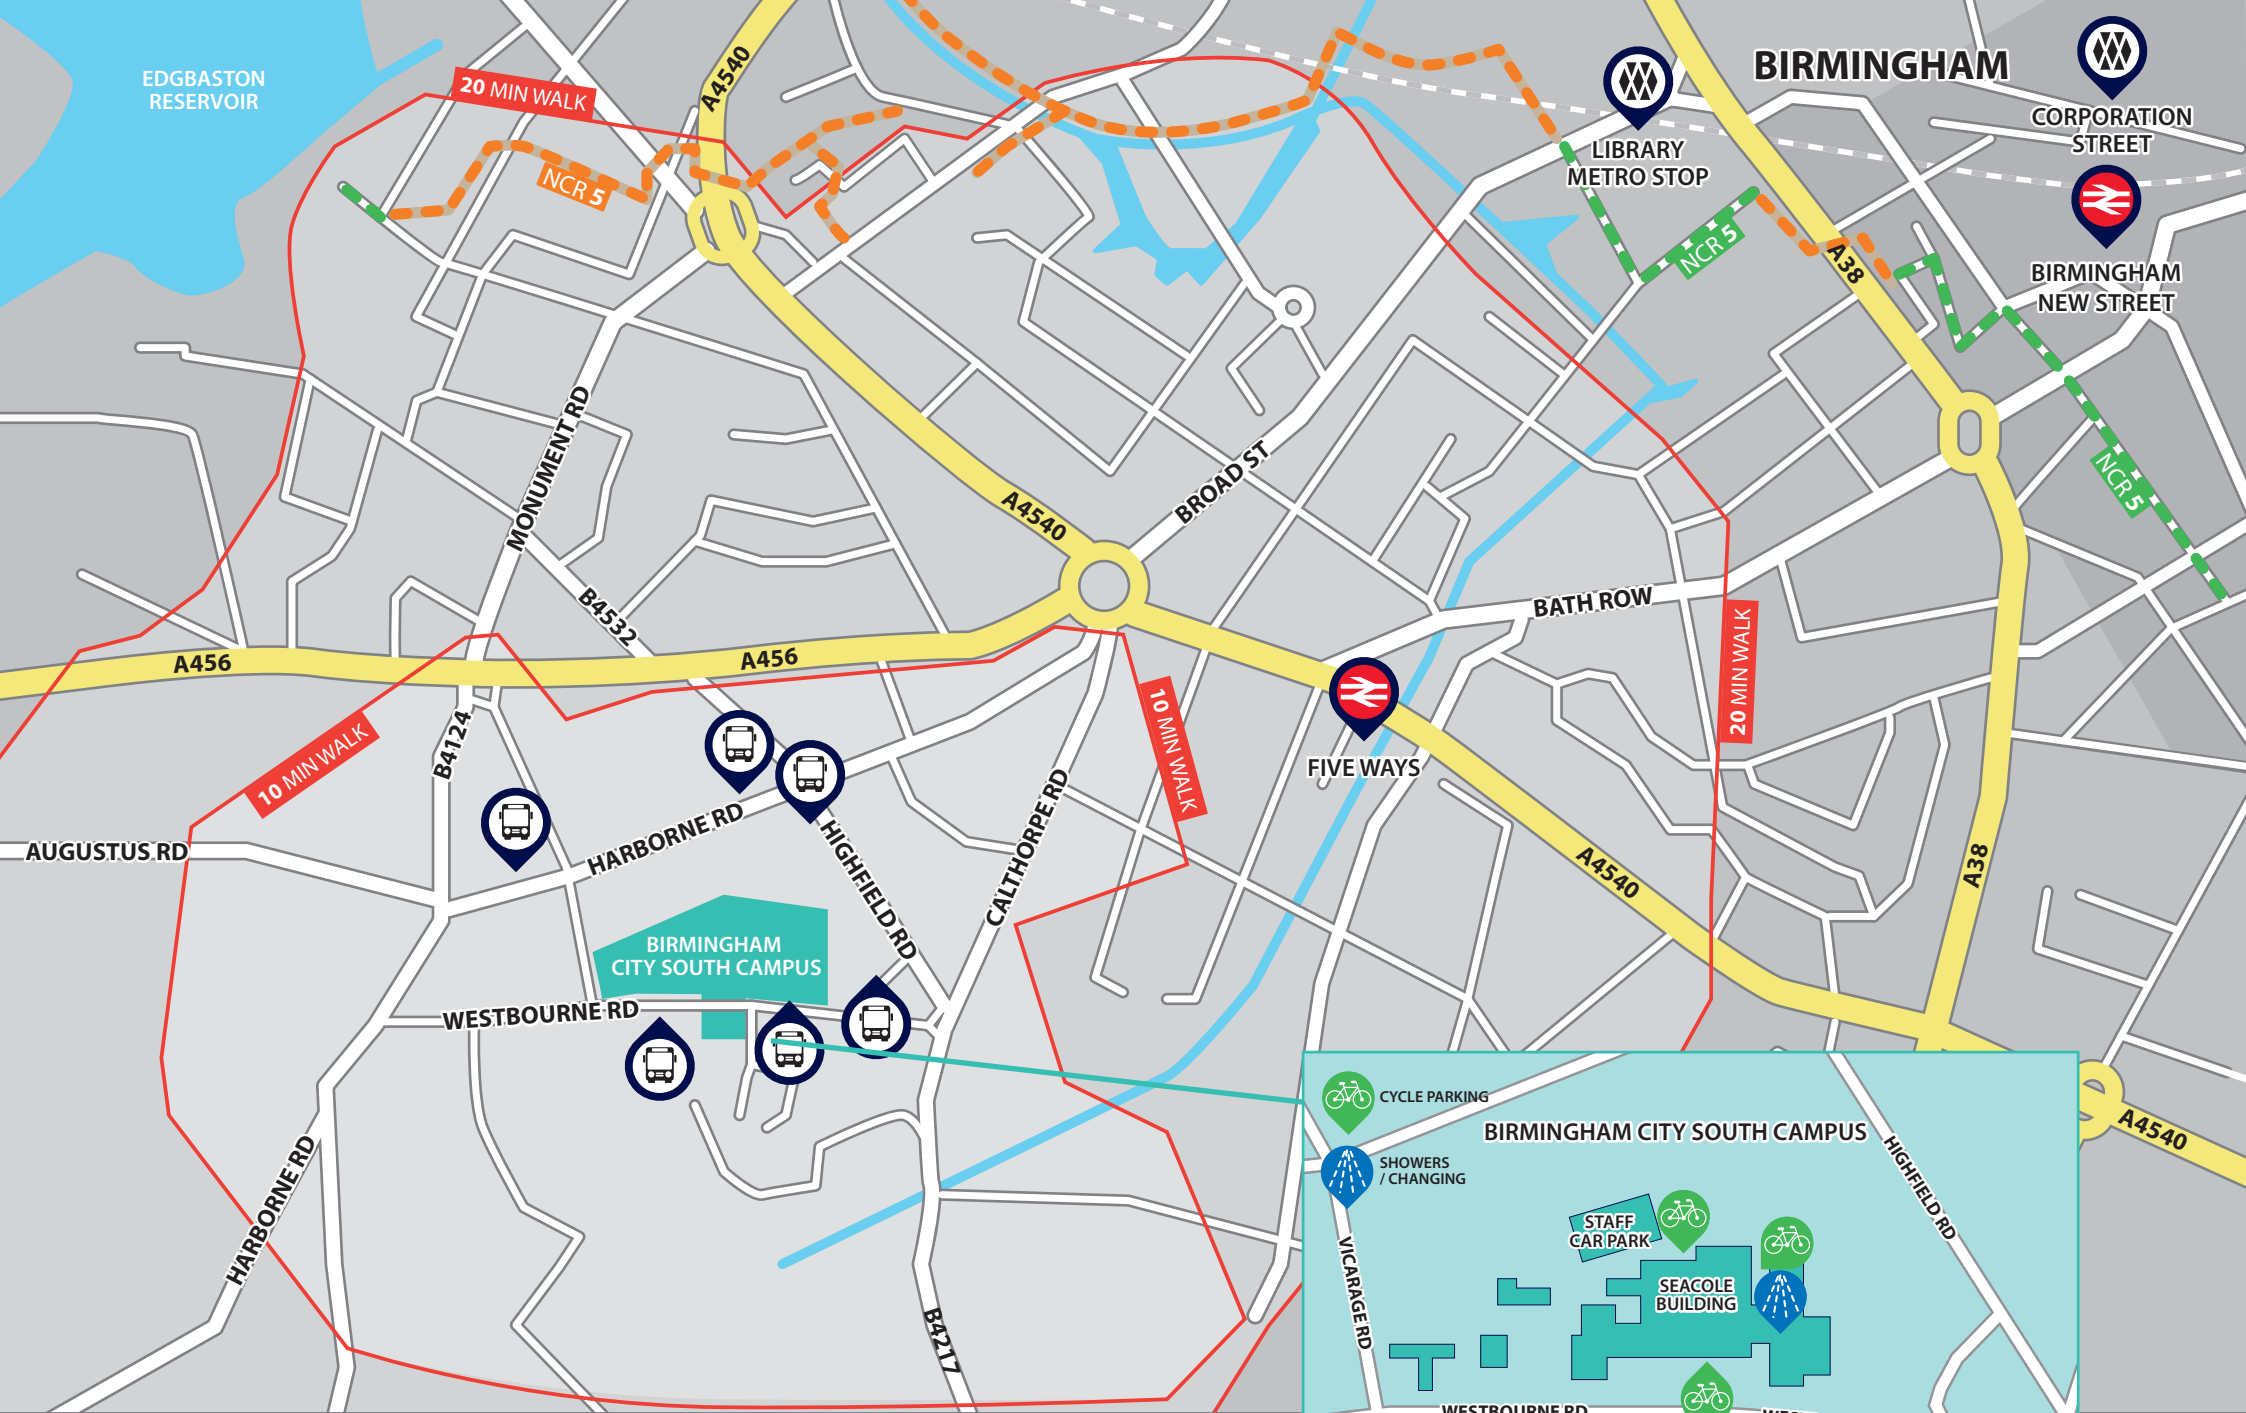 EDGBASTON
RESERVOIR
20 MIN WALK
A4540
BIRMINGHAM
CORPORATION
STREET
LIBRARY
METRO STOP
NCR 5
NCR 5
A38
BIRMINGHAM
NEW STREET
NCR 5
MONUMENT RD
A4540
BROAD ST
B4532
BATH ROW
A456
A456
20 MIN WALK
10 MIN WALK
B4124
10 MIN WALK
FIVE WAYS
AUGUSTUS RD
HARBORNE RD
HIGHFIELD RD
CALTHORPE RD
A4540
A38
BIRMINGHAM
CITY SOUTH CAMPUS
WESTBOURNE RD
HARBORNE RD
B4217
CYCLE PARKING
BIRMINGHAM CITY SOUTH CAMPUS
SHOWERS
/ CHANGING
HIGHFIELD RD
A4540
STAFF
CAR PARK
VICARAGE RD
SEACOLE
BUILDING
WESTBOURNE RD